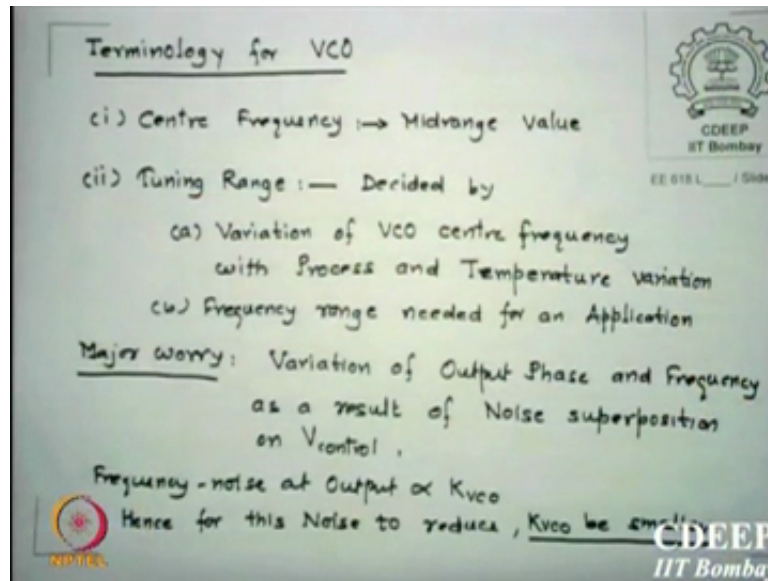 Terminology for VCO
(i) Centre Frequency :→ Midrange Value
(ii) Tuning Range :— Decided by
(a) Variation of VCO centre frequency
with Process and Temperature variation
(b) Frequency range needed for an Application
Major worry : Variation of Output Phase and Frequency
as a result of Noise superposition
on Vcontrol.
Frequency-noise at Output ∝ KVCO
Hence for this Noise to reduce, KVCO be smaller
CDEEP
IIT Bombay
EE 618 L___ / Slide
NPTEL
CDEEP
IIT Bombay